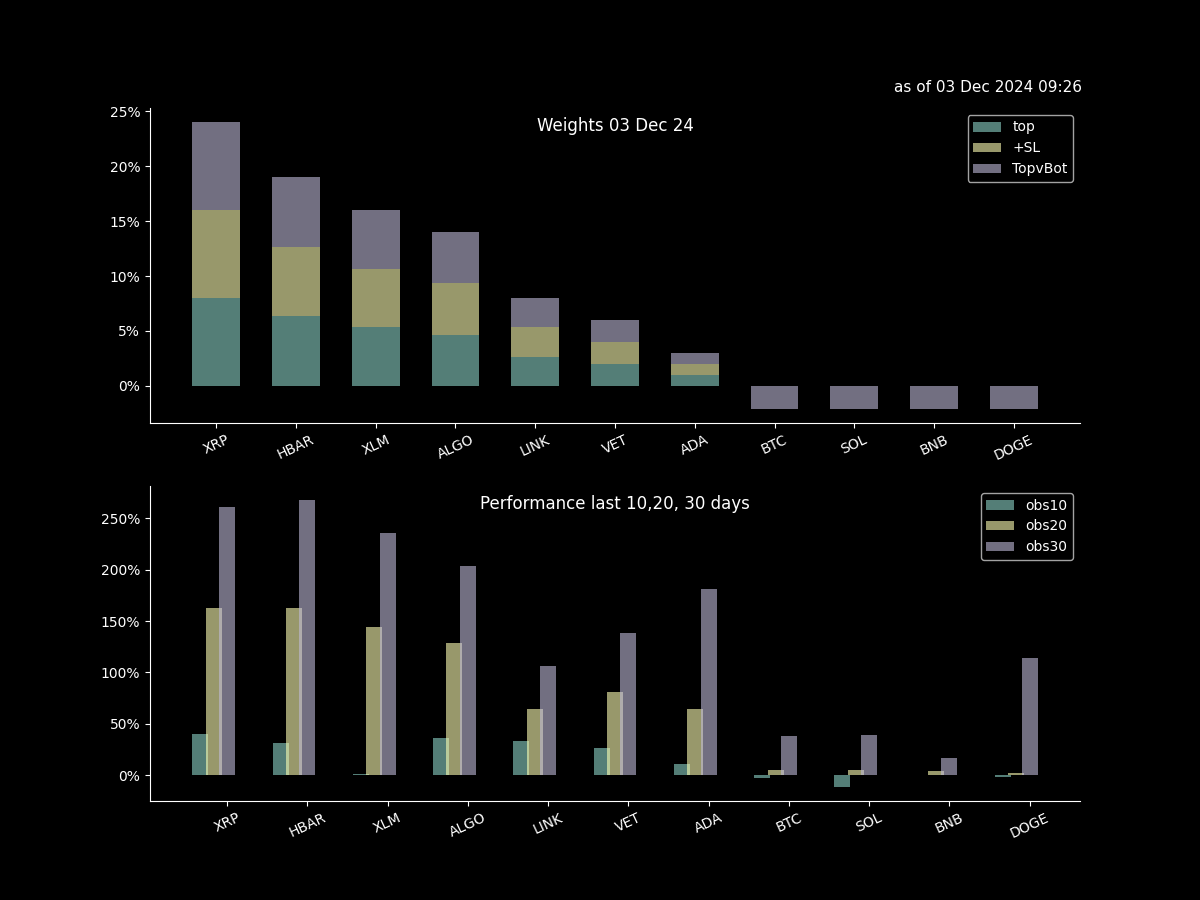 as of 03 Dec 2024 09:26
Weights 03 Dec 24
top
+SL
TopvBot
25%
20%
15%
10%
5%
0%
XRP HBAR XLM ALGO LINK VET ADA BTC SOL BNB DOGE
Performance last 10,20, 30 days
obs10
obs20
obs30
250%
200%
150%
100%
50%
0%
XRP HBAR XLM ALGO LINK VET ADA BTC SOL BNB DOGE